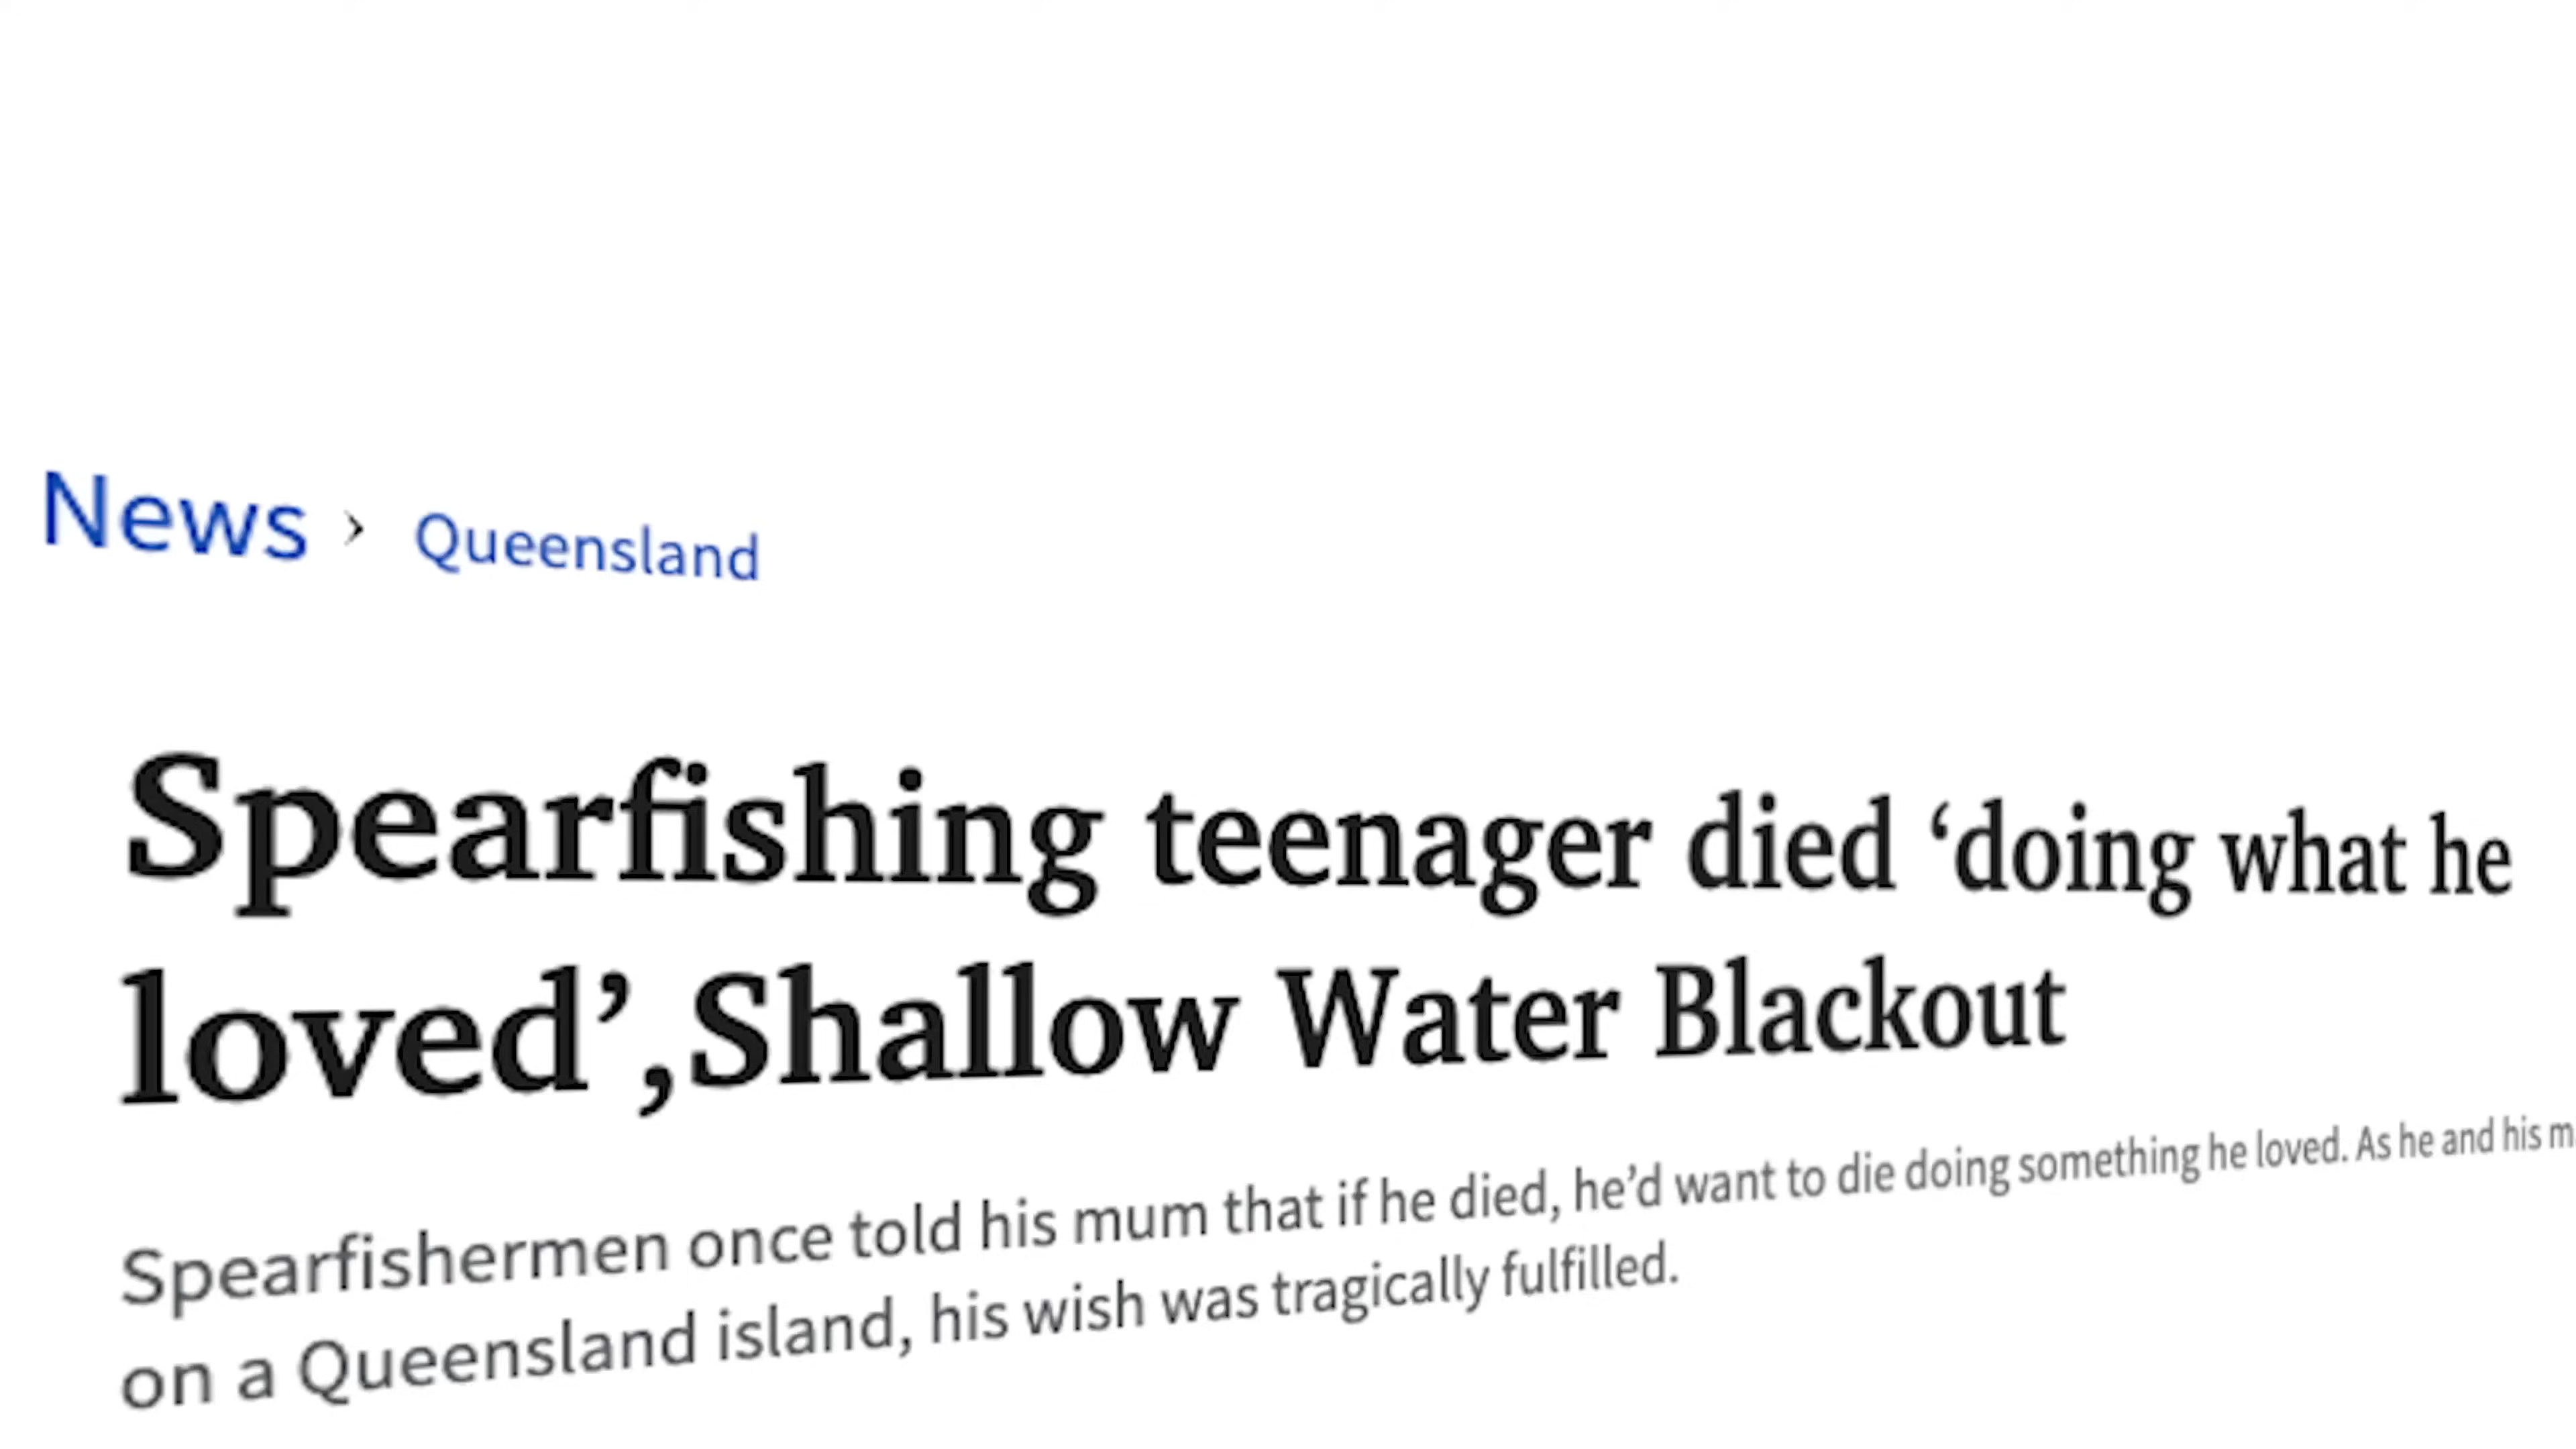 News › Queensland
Spearfishing teenager died ‘doing what he
loved’,Shallow Water Blackout
Spearfishermen once told his mum that if he died, he’d want to die doing something he loved. As he and his
on a Queensland island, his wish was tragically fulfilled.